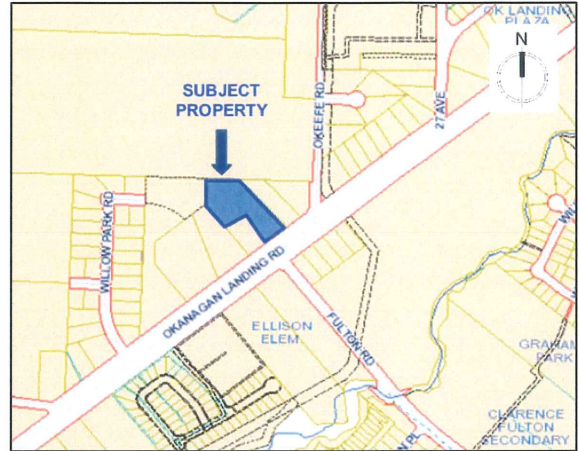 OK LANDING
PLAZA
N
SUBJECT
PROPERTY
OKEEFE RD
27 AVE
WILLOW PARK RD
OKANAGAN LANDING RD
ELLISON
ELEM
FULTON RD
GRAHAM
PARK
CLARENCE
FULTON
SECONDARY